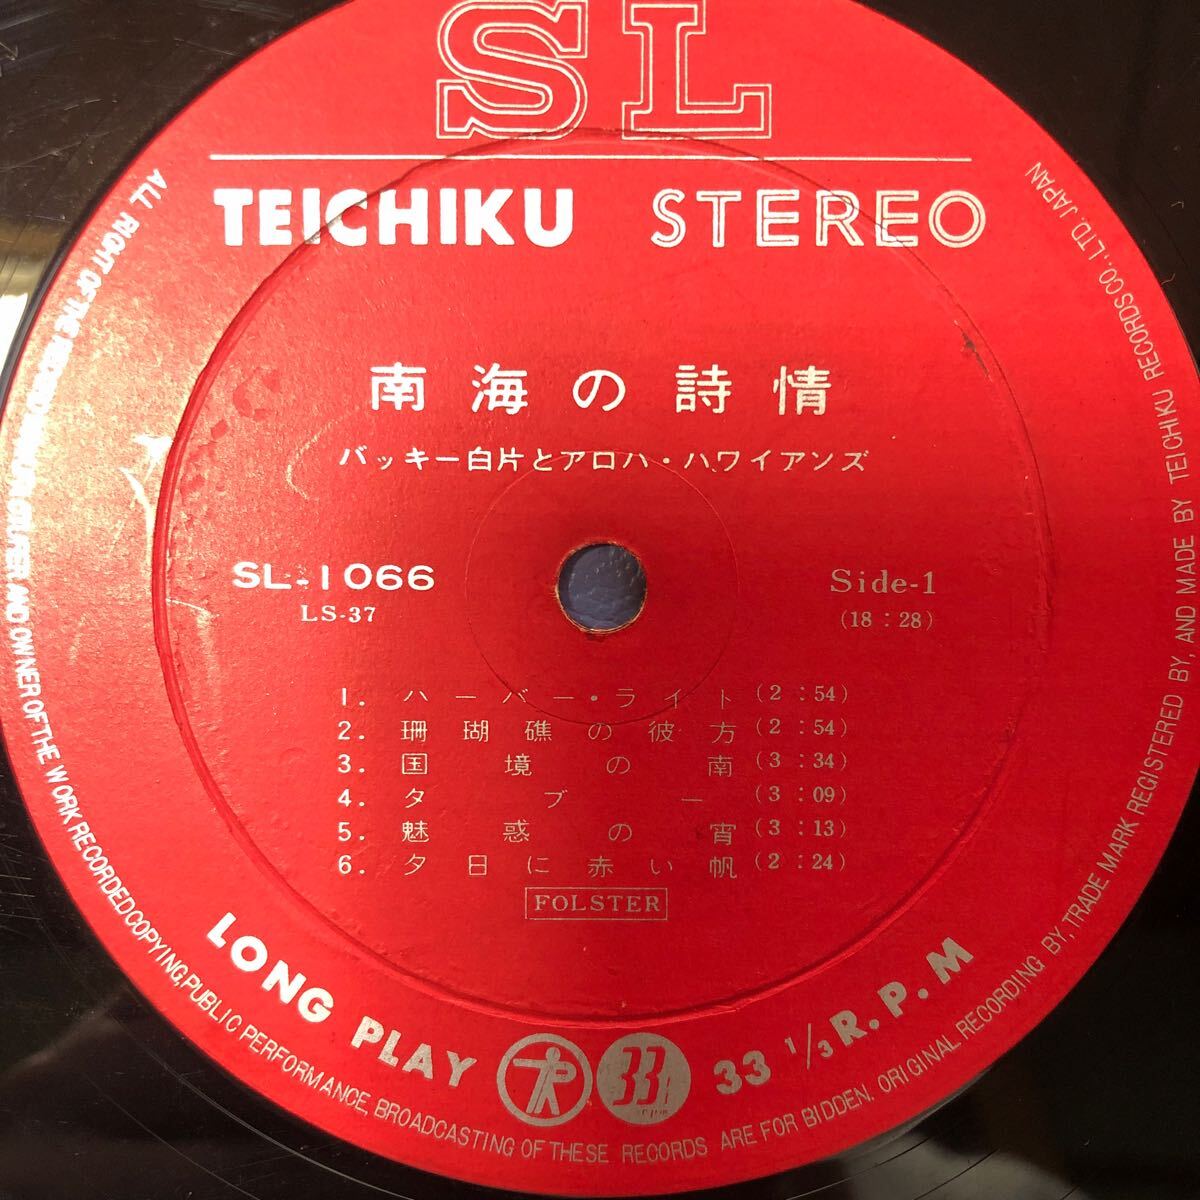 SL
TEICHIKU STEREO
南海の詩情
バッキー白片とアロハ・ハワイアンズ
SL-1066
LS-37
Side-1
(18:28)
1. ハーバー・ライト (2:54)
2. 珊瑚礁の彼方 (2:54)
3. 国境の南 (3:34)
4. タブー (3:09)
5. 魅惑の宵 (3:13)
6. 夕日に赤い帆 (2:24)
FOLSTER
LONG PLAY 33 33 1/3 R.P.M
ALL RIGHT OF THE RECORD MANUFACTURER AND OWNER OF THE WORK RECORDED COPYING, PUBLIC PERFORMANCE, BROADCASTING OF THESE RECORDS ARE FOR BIDDEN. ORIGINAL RECORDING BY, TRADE MARK REGISTERED BY, AND MADE BY TEICHIKU RECORDS CO., LTD. JAPAN